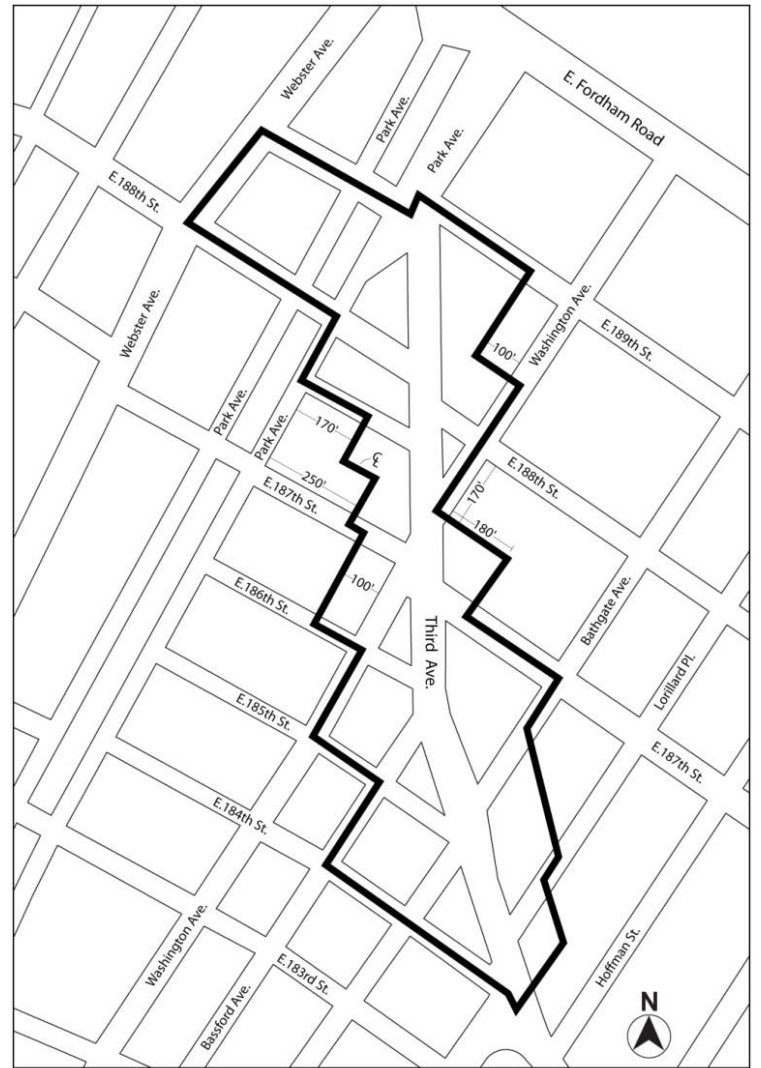 Webster Ave.
Park Ave.
Park Ave.
E. Fordham Road
E.188th St.
Webster Ave.
Washington Ave.
E.189th St.
100'
Park Ave.
Park Ave.
170'
℄
250'
E.188th St.
170'
180'
E.187th St.
100'
E.186th St.
Third Ave.
Bathgate Ave.
Lorillard Pl.
E.185th St.
E.187th St.
E.184th St.
Washington Ave.
Bassford Ave.
E.183rd St.
Hoffman St.
N